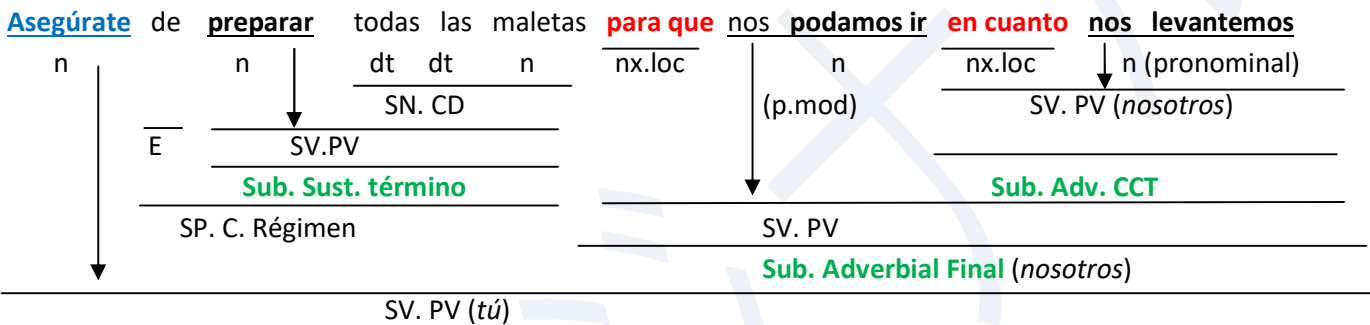 Asegúrate de preparar todas las maletas para que nos podamos ir en cuanto nos levantemos
n n dt dt n nx.loc n nx.loc n (pronominal)
SN. CD (p.mod) SV. PV (nosotros)
E SV.PV
Sub. Sust. término Sub. Adv. CCT
SP. C. Régimen SV. PV
Sub. Adverbial Final (nosotros)
SV. PV (tú)